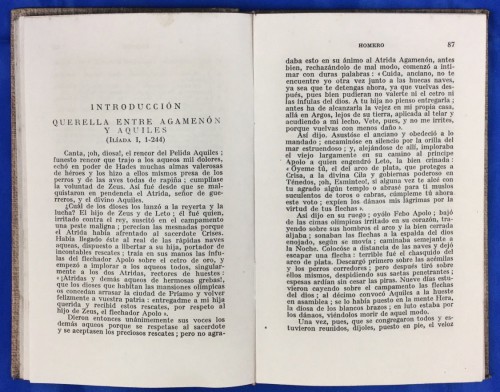 INTRODUCCIÓN
QUERELLA ENTRE AGAMENÓN
Y AQUILES
(ILÍADA I, 1-244)
Canta, ¡oh, diosa!, el rencor del Pelida Aquiles:
funesto rencor que trajo a los aqueos mil dolores,
echó en poder de Hades muchas almas valerosas
de héroes y los hizo a ellos mismos presa de los
perros y de las aves todas de rapiña; cumplíase
la voluntad de Zeus. Así fué desde que se mal-
quistaron en pendencia el Atrida, señor de gue-
rreros, y el divino Aquiles.
¿Cuál de los dioses los lanzó a la reyerta y la
lucha? El hijo de Zeus y de Leto; él fué quien,
irritado contra el rey, suscitó en el campamento
una peste maligna; perecían las mesnadas porque
el Atrida había afrentado al sacerdote Crises.
Había llegado éste al real de las rápidas naves
aqueas, dispuesto a libertar a su hija, portador de
incontables rescates; traía en sus manos las ín-
fulas del flechador Apolo sobre el cetro de oro, y
empezó a implorar a los aqueos todos, singular-
mente a los dos Atridas, rectores de huestes:
«¡Atridas y demás aqueos de hermosas grebas!,
que los dioses que habitan las mansiones olímpicas
os concedan arrasar la ciudad de Príamo, y volver
felizmente a vuestra patria; entregadme a mi hija
querida y recibid estos rescates, por respeto al
hijo de Zeus, el flechador Apolo».
Dieron entonces unánimemente sus voces los
demás aqueos porque se respetase al sacerdote
y se aceptasen los preciosos rescates; pero no agra-
HOMERO 87
daba esto en su ánimo al Atrida Agamenón, antes
bien, rechazándolo de mal modo, comenzó a inti-
mar con duras palabras: «Cuida, anciano, no te
encuentre yo otra vez junto a las huecas naves,
ya sea que te detengas ahora, ya que vuelvas des-
pués, pues bien pudieran no valerte ni el cetro ni
las ínfulas del dios. A tu hija no pienso entregarla;
antes ha de alcanzarla la vejez en mi propia casa,
allá en Argos, lejos de su tierra, aplicada al telar y
acudiendo a mi lecho. Vete, pues, y no me irrites,
porque vuelvas con menos daño»
Así dijo. Asustóse el anciano y obedeció a lo
mandado; encaminóse en silencio por la orilla del
mar estruendoso; y, alejándose de allí, imploraba
el viejo largamente en su camino al príncipe
Apolo a quien engendró Leto, la bien crinada:
«Óyeme tú, el del arco de plata, que proteges a
Crisa, a la divina Cila y gobiernas poderoso en
Ténedos, ¡oh, Esminteo!, si alguna vez te alcé con
tu agrado algún templo o abrasé para ti muslos
suculentos de toros o cabras, cúmpleme tú ahora
este voto; expíen los dánaos mis lágrimas por
virtud de tus flechas».
Así dijo en su ruego; oyólo Febo Apolo; bajó
de las cimas olímpicas irritado en su corazón, tra-
yendo sobre sus hombros el arco y la bien cerrada
aljaba; sonaban las flechas a la espalda del dios
enojado, según se movía; caminaba semejante a
la Noche. Colocóse a distancia de las naves y dejó
escapar una flecha; terrible fué el chasquido del
arco de plata. Descargó primero sobre las acémilas
y los perros corredores; pero después tiró sobre
ellos mismos, despidiendo sus saetas punzantes;
espesas ardían sin cesar las piras. Nueve días estu-
vieron cayendo sobre el campamento las flechas
del dios; al décimo convocó Aquiles a la hueste
en asamblea; se lo había puesto en la mente Hera,
la diosa de los blancos brazos; en luto estaba por
los dánaos, viéndolos morir de aquel modo.
Una vez, pues, que se congregaron todos y es-
tuvieron reunidos, díjoles, puesto en pie, el veloz